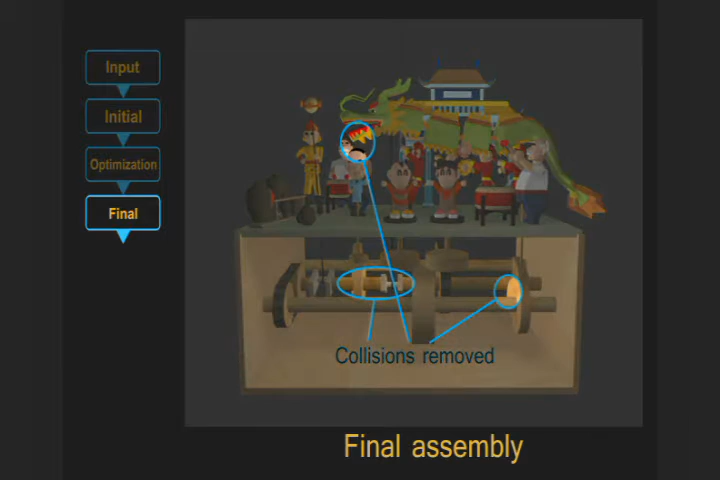 Input
Initial
Optimization
Final
Collisions removed
Final assembly